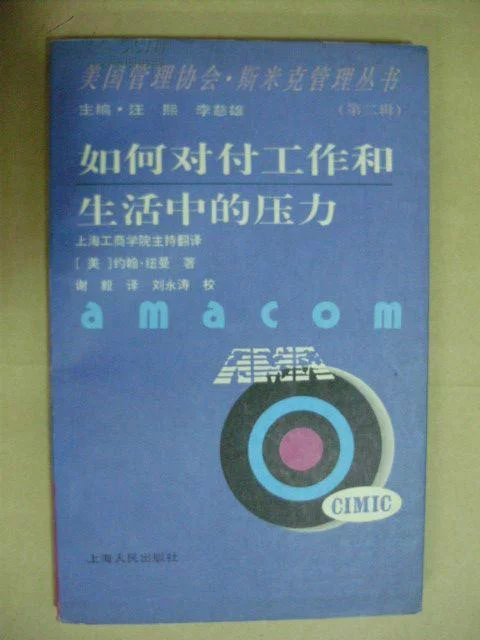 美国管理协会·斯米克管理丛书
主编·汪熙 李慈雄 (第二辑)
如何对付工作和
生活中的压力
上海工商学院主持翻译
[美]约翰·纽曼 著
谢毅 译 刘永涛 校
amacom
AMA
CIMIC
上海人民出版社